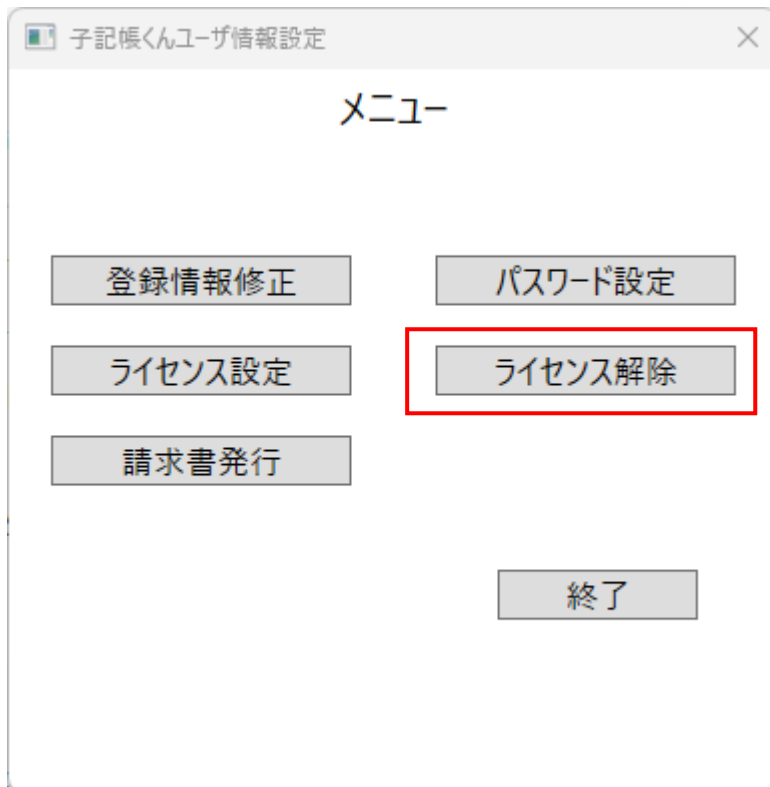 子記帳くんユーザ情報設定
メニュー
登録情報修正
パスワード設定
ライセンス設定
ライセンス解除
請求書発行
終了